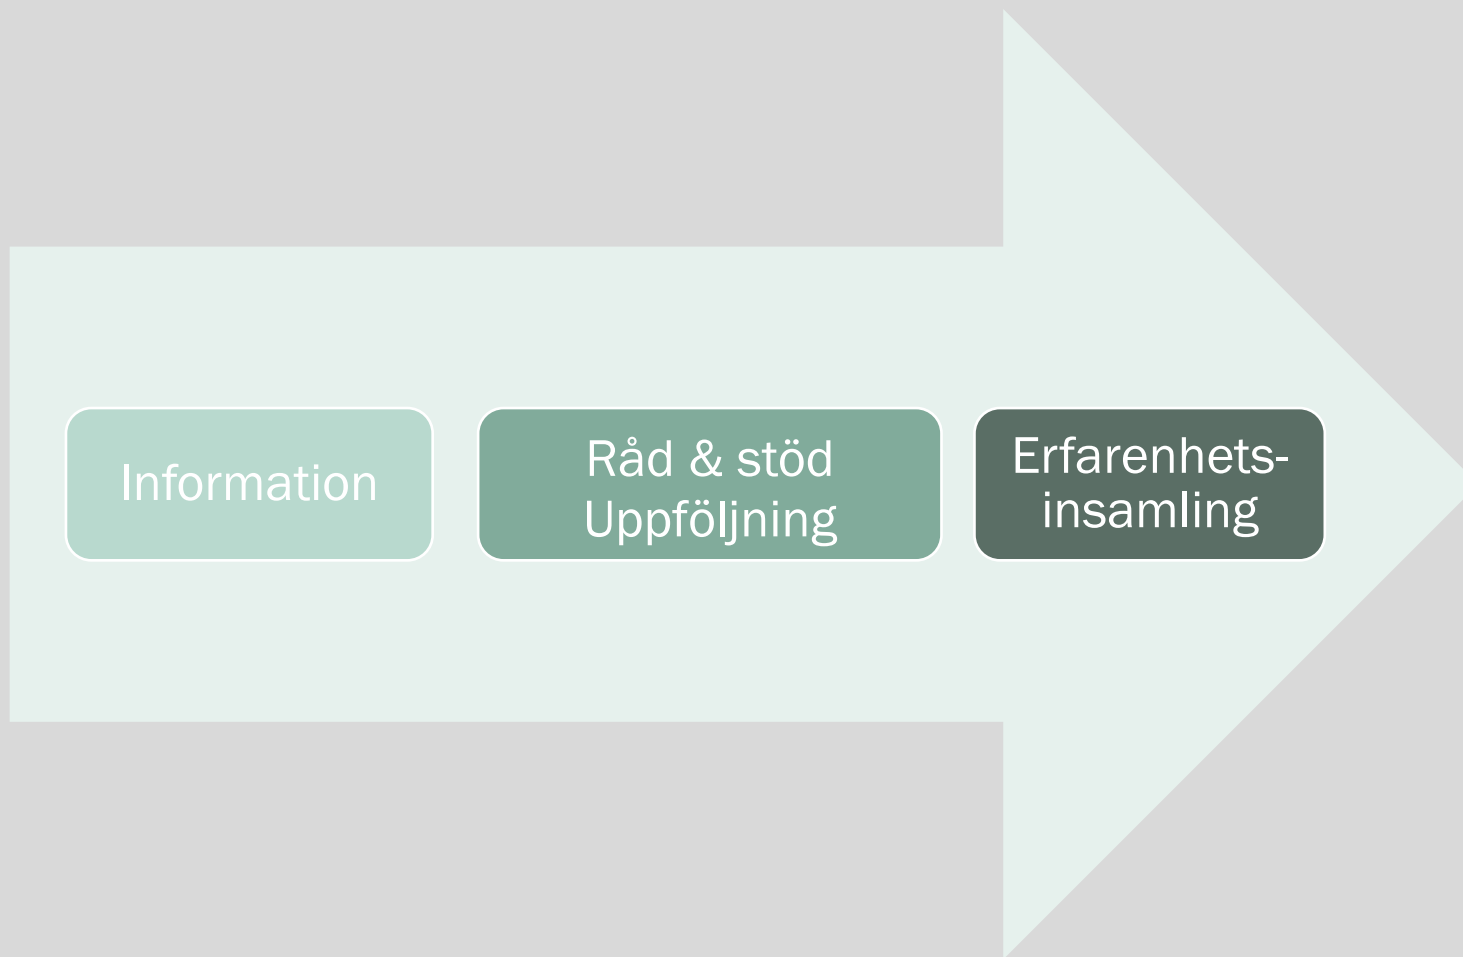 Information
Råd & stöd
Uppföljning
Erfarenhets-
insamling